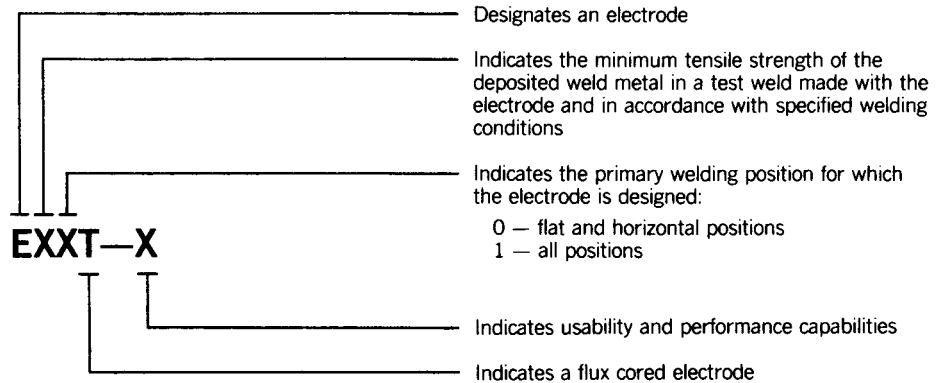 Designates an electrode
Indicates the minimum tensile strength of the
deposited weld metal in a test weld made with the
electrode and in accordance with specified welding
conditions
Indicates the primary welding position for which
the electrode is designed:
0 — flat and horizontal positions
1 — all positions
EXXT—X
Indicates usability and performance capabilities
Indicates a flux cored electrode